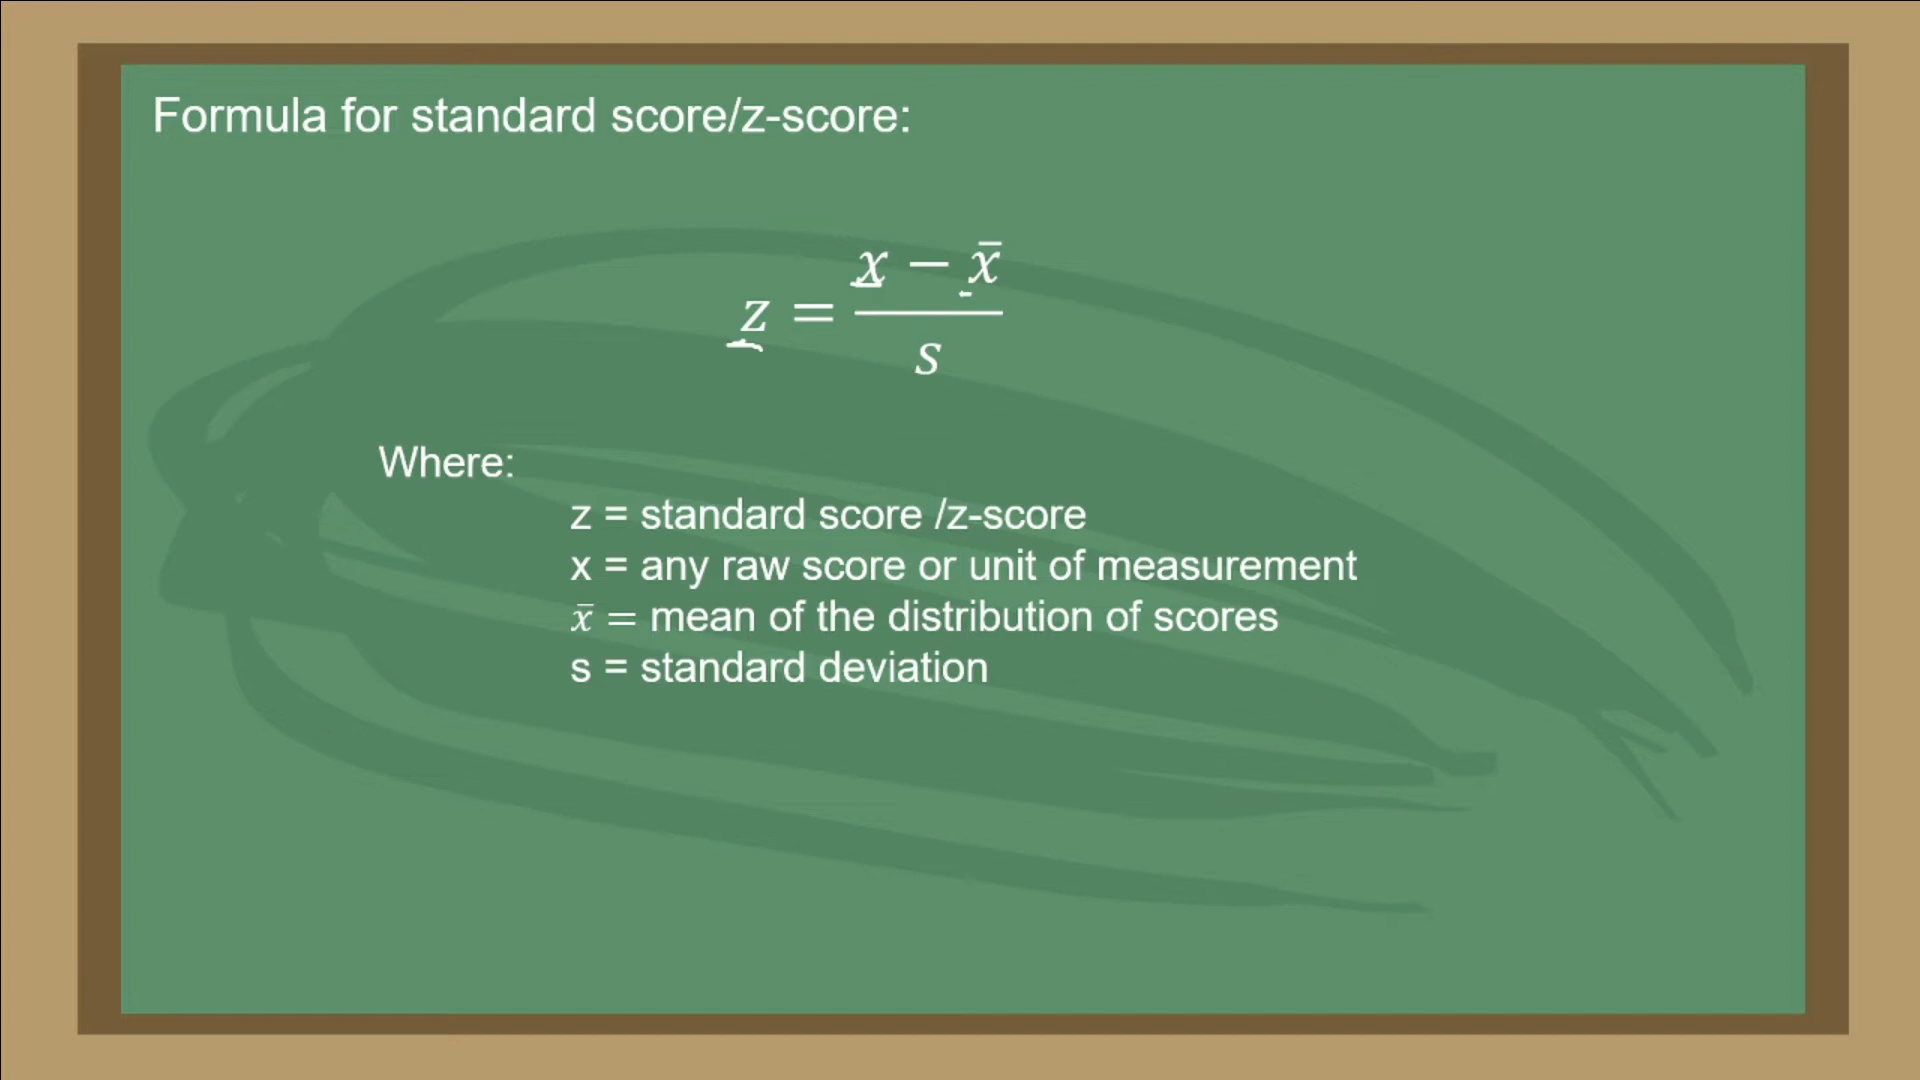 Formula for standard score/z-score:
z = (x − x̄) / s
Where:
z = standard score /z-score
x = any raw score or unit of measurement
x̄ = mean of the distribution of scores
s = standard deviation